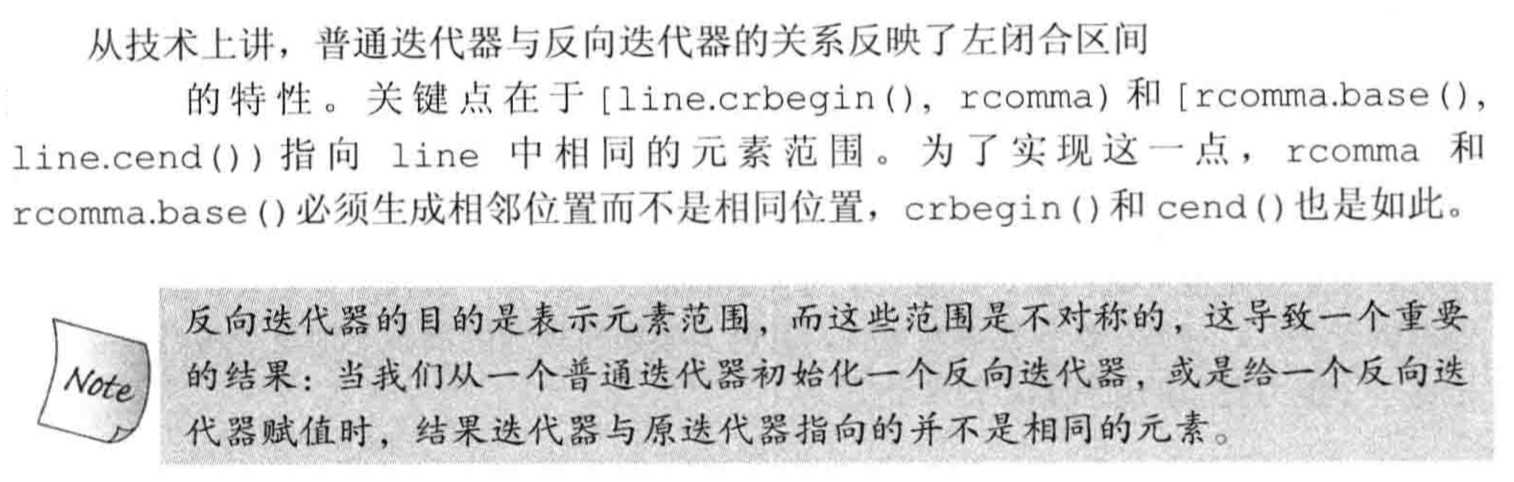 从技术上讲，普通迭代器与反向迭代器的关系反映了左闭合区间
的特性。关键点在于[line.crbegin(), rcomma)和[rcomma.base(),
line.cend())指向 line 中相同的元素范围。为了实现这一点，rcomma 和
rcomma.base()必须生成相邻位置而不是相同位置，crbegin()和 cend()也是如此。
反向迭代器的目的是表示元素范围，而这些范围是不对称的，这导致一个重要
Note
的结果：当我们从一个普通迭代器初始化一个反向迭代器，或是给一个反向迭
代器赋值时，结果迭代器与原迭代器指向的并不是相同的元素。